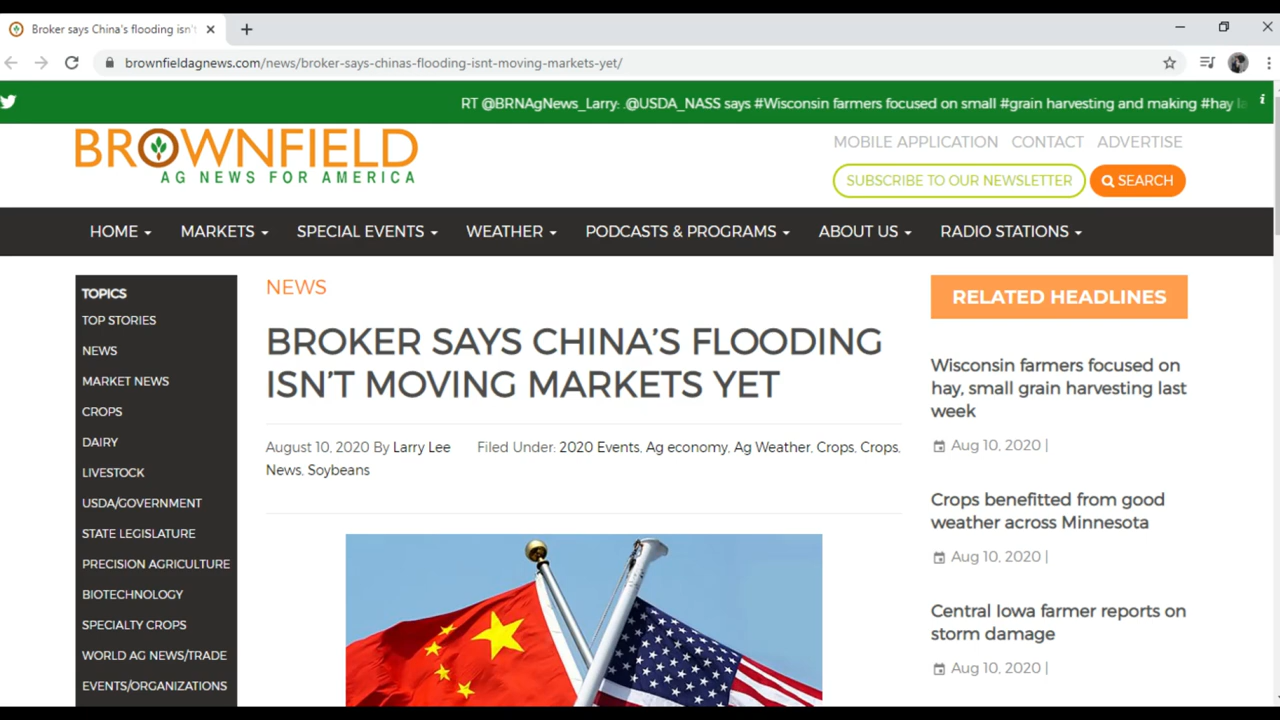 Broker says China's flooding isn't
brownfieldagnews.com/news/broker-says-chinas-flooding-isnt-moving-markets-yet/
RT @BRNAgNews_Larry: .@USDA_NASS says #Wisconsin farmers focused on small #grain harvesting and making #hay
BROWNFIELD
AG NEWS FOR AMERICA
MOBILE APPLICATION CONTACT ADVERTISE
SUBSCRIBE TO OUR NEWSLETTER SEARCH
HOME MARKETS SPECIAL EVENTS WEATHER PODCASTS & PROGRAMS ABOUT US RADIO STATIONS
TOPICS
TOP STORIES
NEWS
MARKET NEWS
CROPS
DAIRY
LIVESTOCK
USDA/GOVERNMENT
STATE LEGISLATURE
PRECISION AGRICULTURE
BIOTECHNOLOGY
SPECIALTY CROPS
WORLD AG NEWS/TRADE
EVENTS/ORGANIZATIONS
NEWS
BROKER SAYS CHINA'S FLOODING
ISN'T MOVING MARKETS YET
August 10, 2020 By Larry Lee Filed Under: 2020 Events, Ag economy, Ag Weather, Crops, Crops,
News, Soybeans
RELATED HEADLINES
Wisconsin farmers focused on
hay, small grain harvesting last
week
Aug 10, 2020 |
Crops benefitted from good
weather across Minnesota
Aug 10, 2020 |
Central Iowa farmer reports on
storm damage
Aug 10, 2020 |